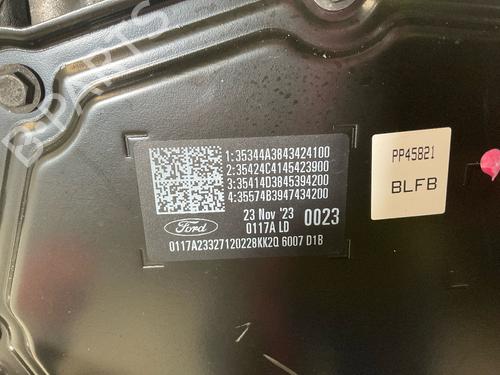 B-PARTS
1:35344A3843424100
2:35424C4145423900
3:35414D3845394200
4:35574B3947434200
Ford
23 Nov '23 0023
0117A LD
0117A23327120228KK2Q 6007 D1B
PP45821
BLFB